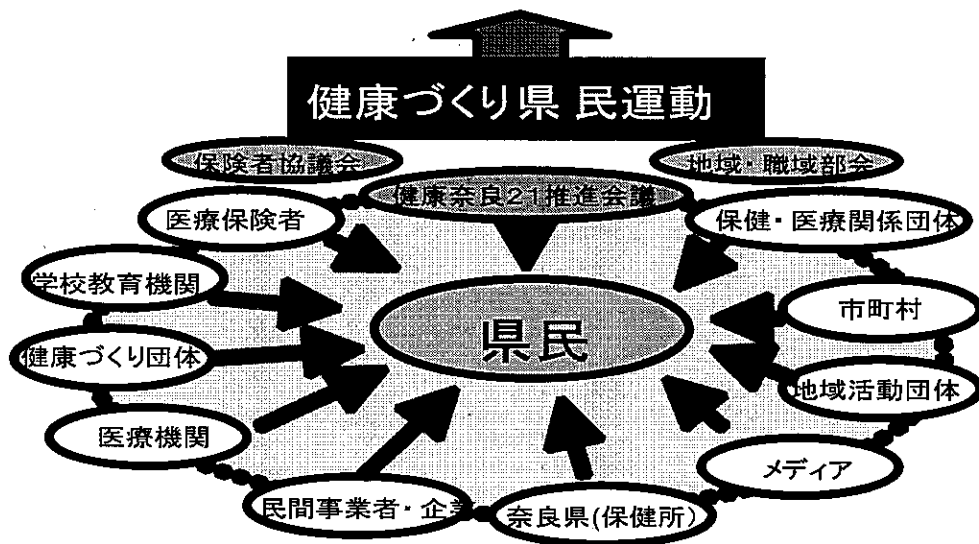 健康づくり県 民運動
保険者協議会
地域・職域部会
健康奈良21推進会議
医療保険者
保健・医療関係団体
学校教育機関
市町村
県民
健康づくり団体
地域活動団体
医療機関
メディア
民間事業者・企業
奈良県(保健所）